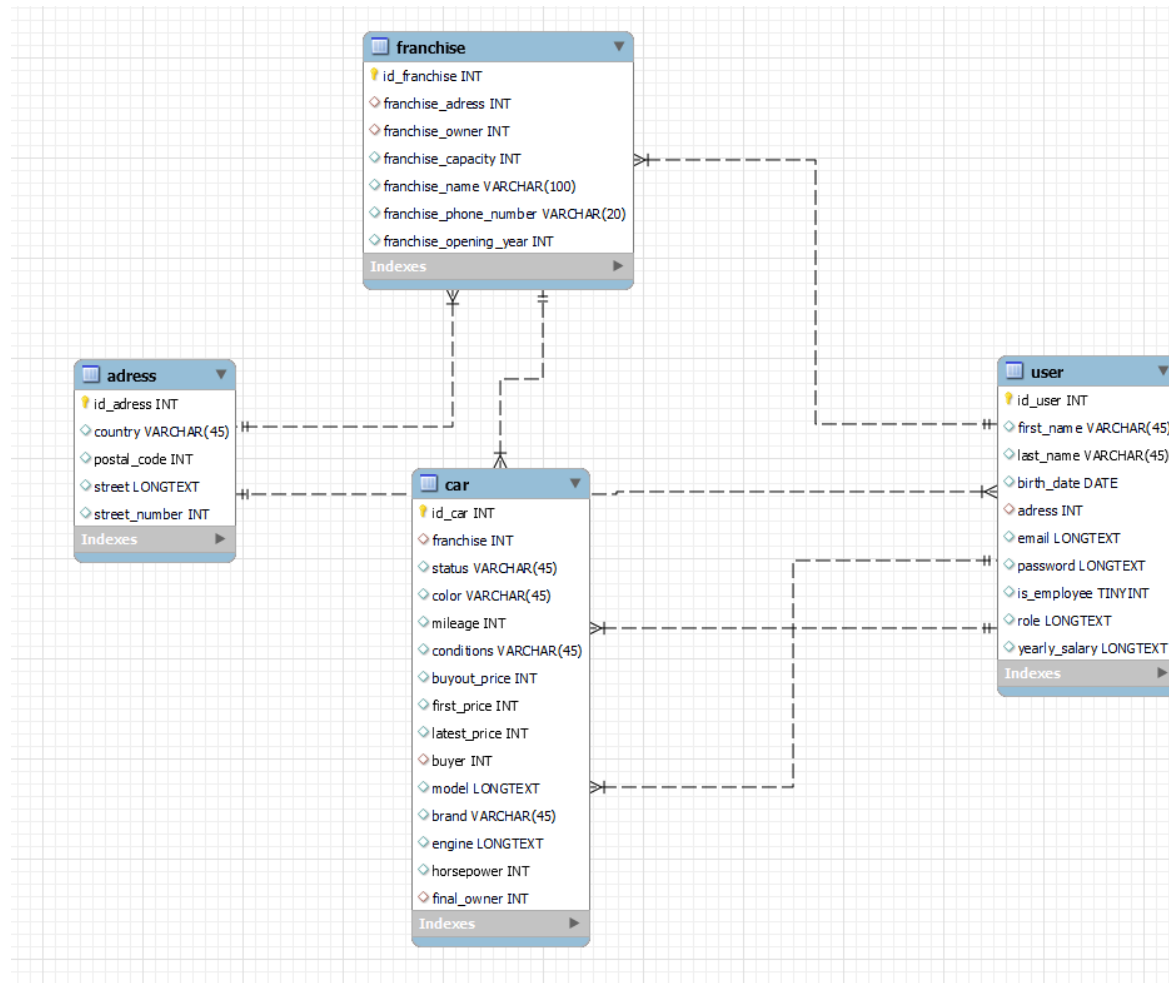 franchise
id_franchise INT
franchise_adress INT
franchise_owner INT
franchise_capacity INT
franchise_name VARCHAR(100)
franchise_phone_number VARCHAR(20)
franchise_opening_year INT
Indexes
adress
id_adress INT
country VARCHAR(45)
postal_code INT
street LONGTEXT
street_number INT
Indexes
car
id_car INT
franchise INT
status VARCHAR(45)
color VARCHAR(45)
mileage INT
conditions VARCHAR(45)
buyout_price INT
first_price INT
latest_price INT
buyer INT
model LONGTEXT
brand VARCHAR(45)
engine LONGTEXT
horsepower INT
final_owner INT
Indexes
user
id_user INT
first_name VARCHAR(45)
last_name VARCHAR(45)
birth_date DATE
adress INT
email LONGTEXT
password LONGTEXT
is_employee TINYINT
role LONGTEXT
yearly_salary LONGTEXT
Indexes